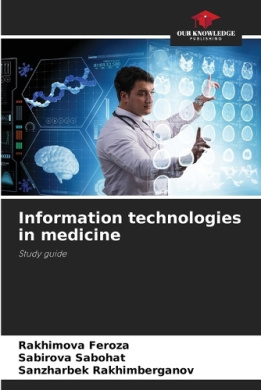 OUR KNOWLEDGE
PUBLISHING
Information technologies
in medicine
Study guide
Rakhimova Feroza
Sabirova Sabohat
Sanzharbek Rakhimberganov